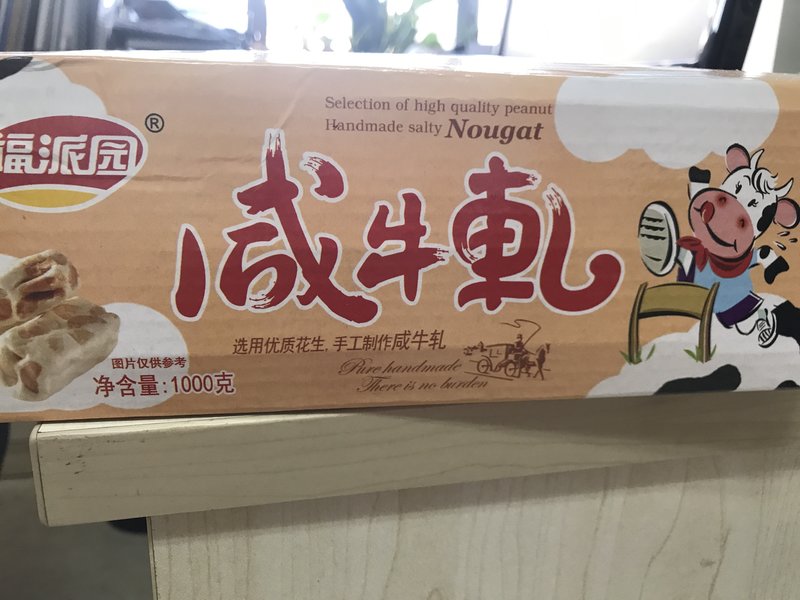 Selection of high quality peanut
Handmade salty Nougat
福派园®
咸牛轧
选用优质花生,手工制作咸牛轧
Pure handmade
There is no burden
图片仅供参考
净含量:1000克